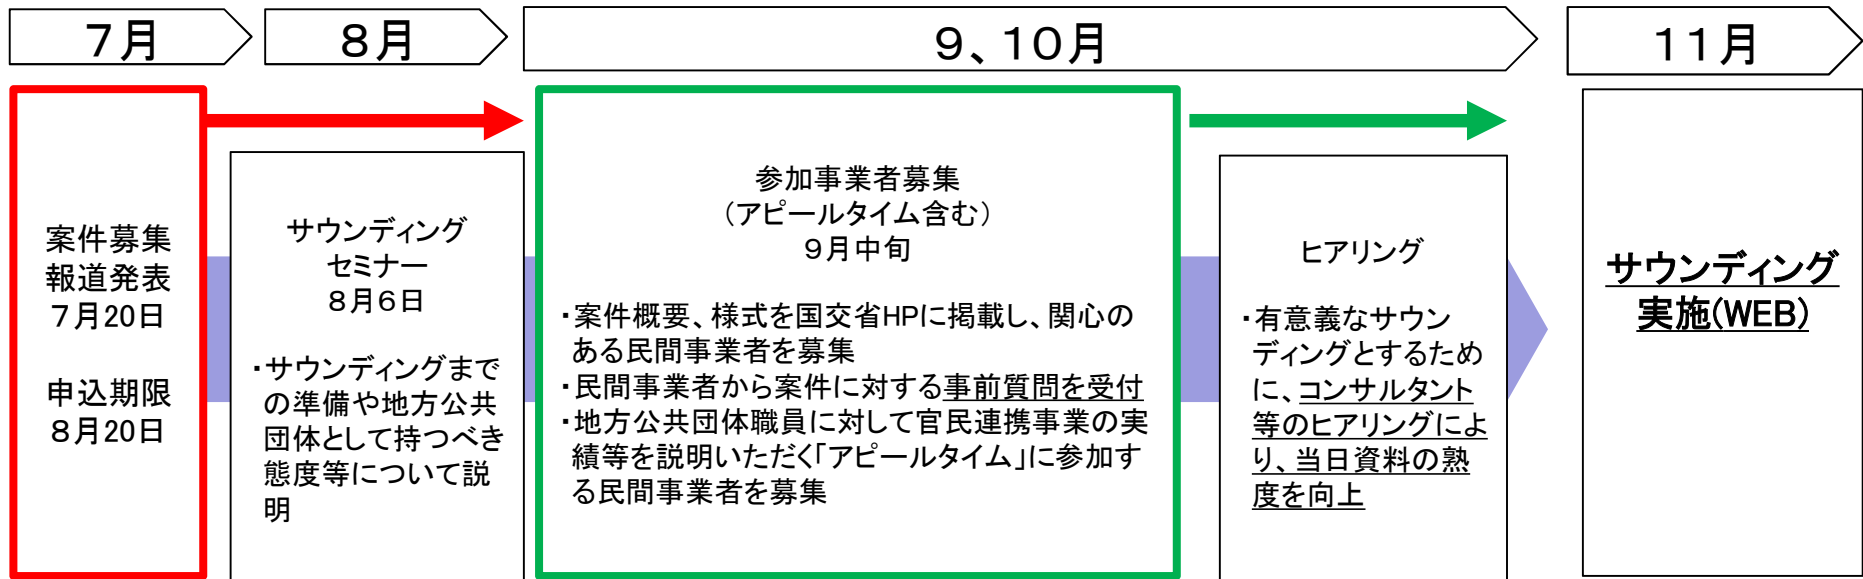 ７月
８月
９、１０月
１１月
案件募集
報道発表
７月20日
申込期限
８月20日
サウンディング
セミナー
８月６日
・サウンディングまで
の準備や地方公共
団体として持つべき
態度等について説
明
参加事業者募集
（アピールタイム含む）
９月中旬
・案件概要、様式を国交省HPに掲載し、関心の
ある民間事業者を募集
・民間事業者から案件に対する事前質問を受付
・地方公共団体職員に対して官民連携事業の実
績等を説明いただく「アピールタイム」に参加す
る民間事業者を募集
ヒアリング
・有意義なサウン
ディングとするため
に、コンサルタント
等のヒアリングによ
り、当日資料の熟
度を向上
サウンディング
実施(WEB)